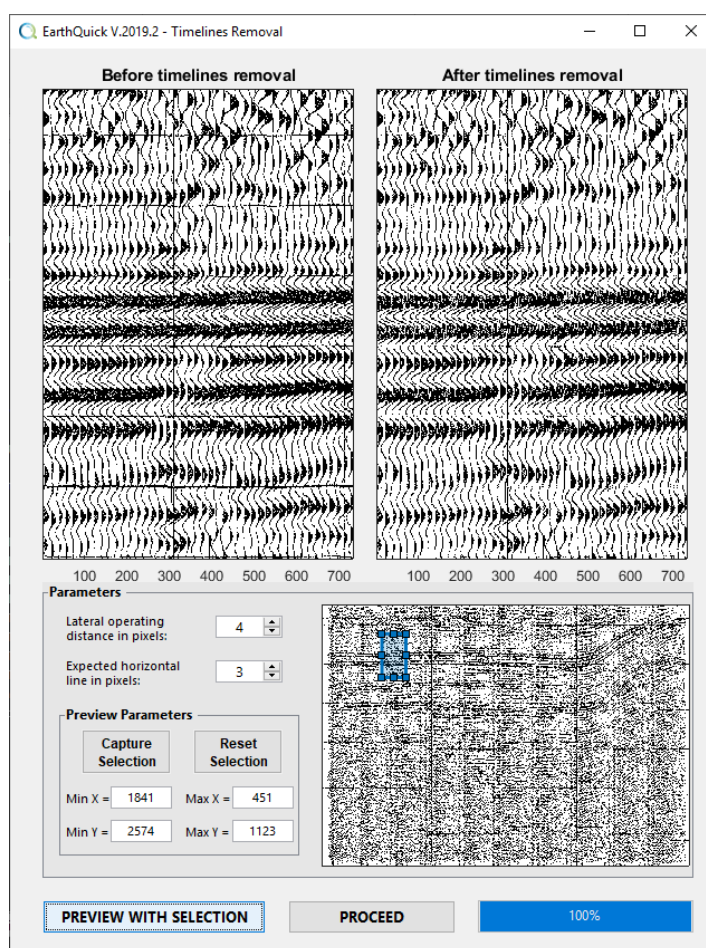 EarthQuick V.2019.2 - Timelines Removal
Before timelines removal
After timelines removal
100 200 300 400 500 600 700
100 200 300 400 500 600 700
Parameters
Lateral operating
distance in pixels:
4
Expected horizontal
line in pixels:
3
Preview Parameters
Capture
Selection
Reset
Selection
Min X = 1841 Max X = 451
Min Y = 2574 Max Y = 1123
PREVIEW WITH SELECTION
PROCEED
100%